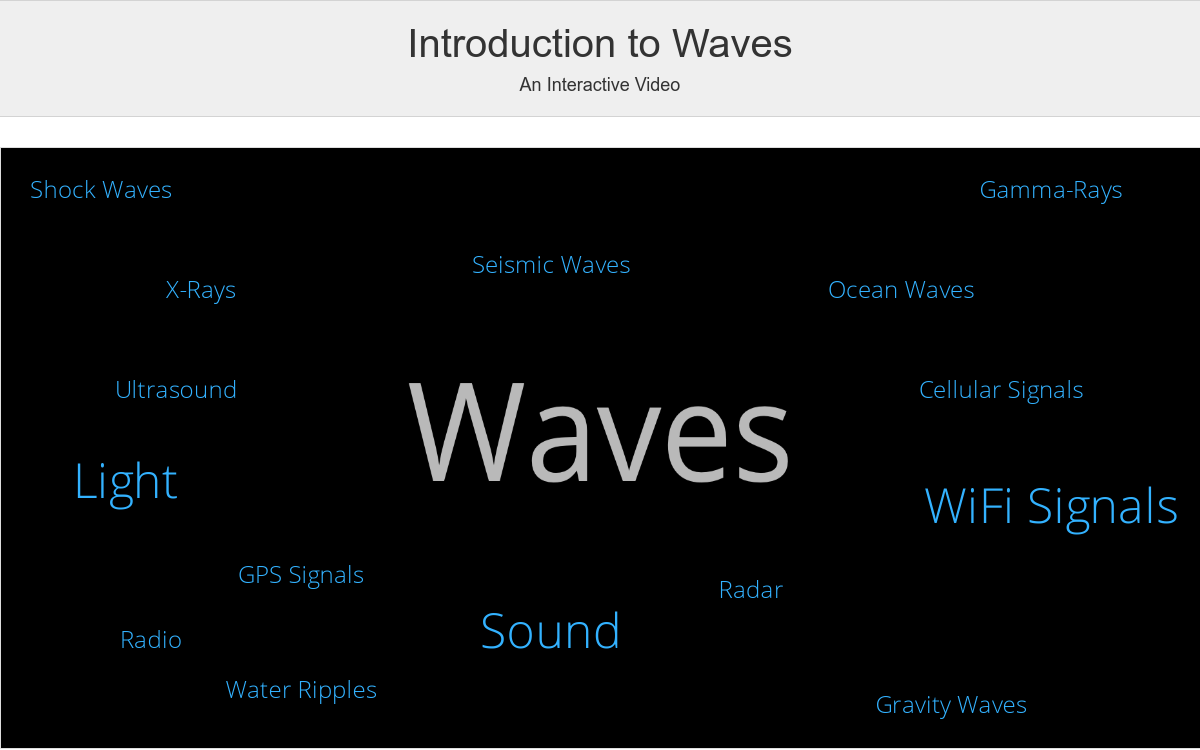 Introduction to Waves
An Interactive Video
Shock Waves
Gamma-Rays
Seismic Waves
X-Rays
Ocean Waves
Ultrasound
Cellular Signals
Waves
Light
WiFi Signals
GPS Signals
Radar
Sound
Radio
Water Ripples
Gravity Waves